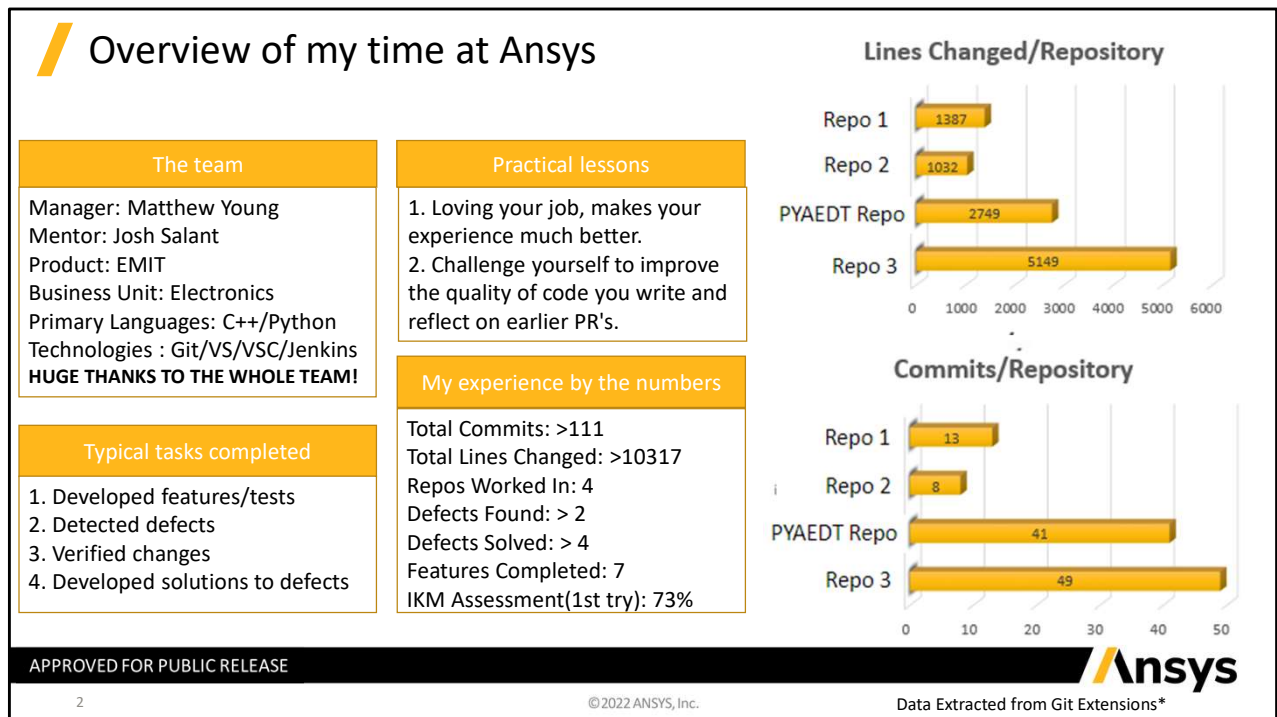 Overview of my time at Ansys
The team
Manager: Matthew Young
Mentor: Josh Salant
Product: EMIT
Business Unit: Electronics
Primary Languages: C++/Python
Technologies : Git/VS/VSC/Jenkins
HUGE THANKS TO THE WHOLE TEAM!
Typical tasks completed
1. Developed features/tests
2. Detected defects
3. Verified changes
4. Developed solutions to defects
Practical lessons
1. Loving your job, makes your
experience much better.
2. Challenge yourself to improve
the quality of code you write and
reflect on earlier PR's.
My experience by the numbers
Total Commits: >111
Total Lines Changed: >10317
Repos Worked In: 4
Defects Found: > 2
Defects Solved: > 4
Features Completed: 7
IKM Assessment(1st try): 73%
Lines Changed/Repository
Repo 1 1387
Repo 2 1032
PYAEDT Repo 2749
Repo 3 5149
0 1000 2000 3000 4000 5000 6000
Commits/Repository
Repo 1 13
Repo 2 8
PYAEDT Repo 41
Repo 3 49
0 10 20 30 40 50
APPROVED FOR PUBLIC RELEASE
Ansys
2
©2022 ANSYS, Inc.
Data Extracted from Git Extensions*